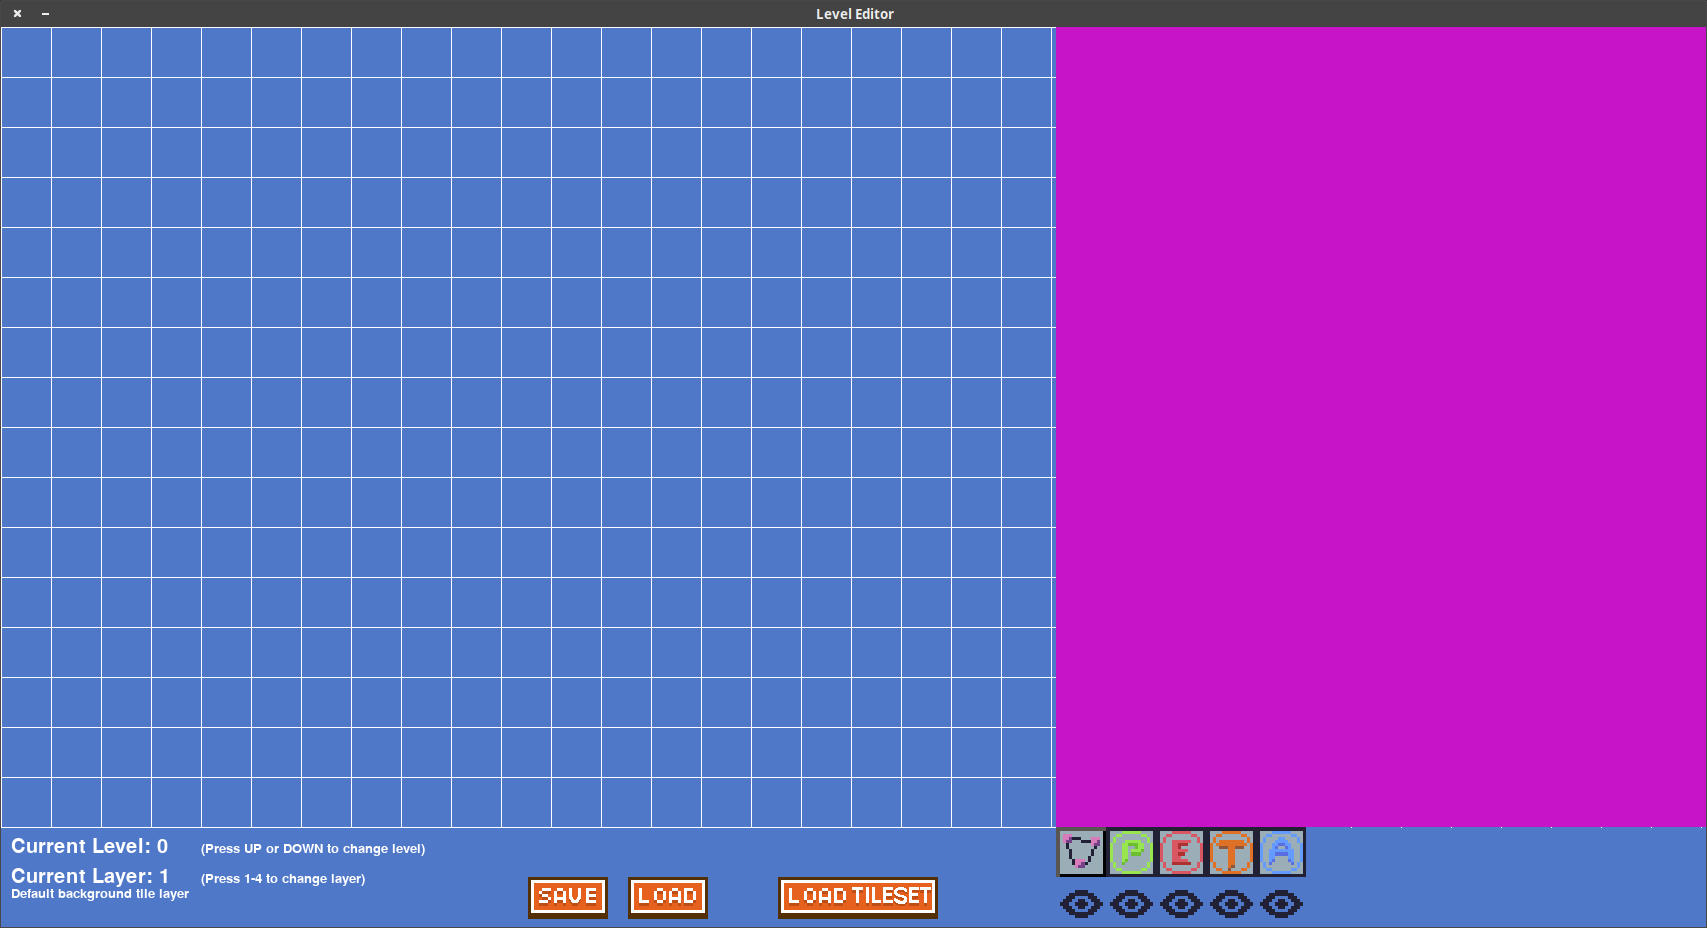 Level Editor
Current Level: 0 (Press UP or DOWN to change level)
Current Layer: 1 (Press 1-4 to change layer)
Default background tile layer
SAVE LOAD LOAD TILESET
P E T A